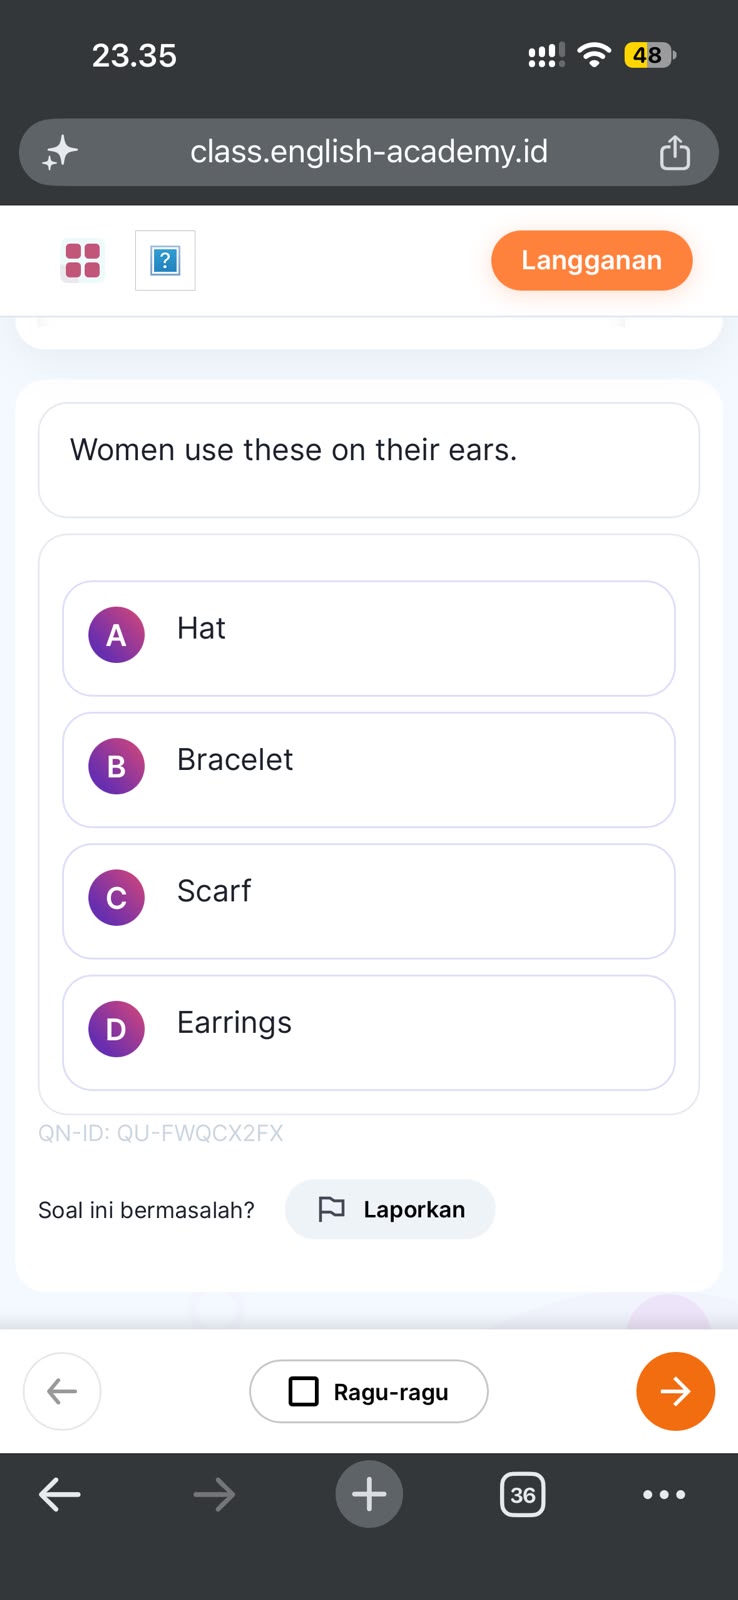 23.35
48
class.english-academy.id
?
Langganan
Women use these on their ears.
A Hat
B Bracelet
C Scarf
D Earrings
QN-ID: QU-FWQCX2FX
Soal ini bermasalah? Laporkan
Ragu-ragu
36